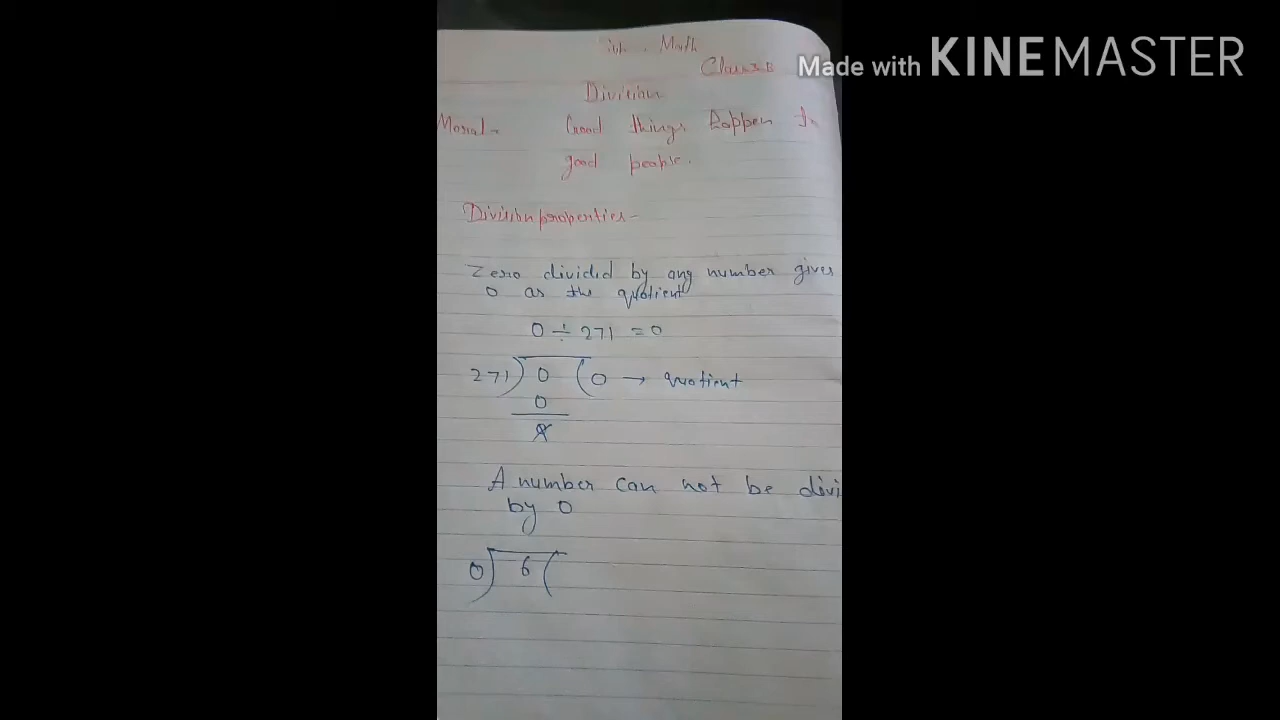 Math
Made with KINEMASTER
Division
Moral - Good things Happen to
good people.
Division properties -
Zero divided by any number gives
0 as the quotient
0 ÷ 271 = 0
271) 0 (0 → quotient
0
0
A number can not be divi
by 0
0) 6 (